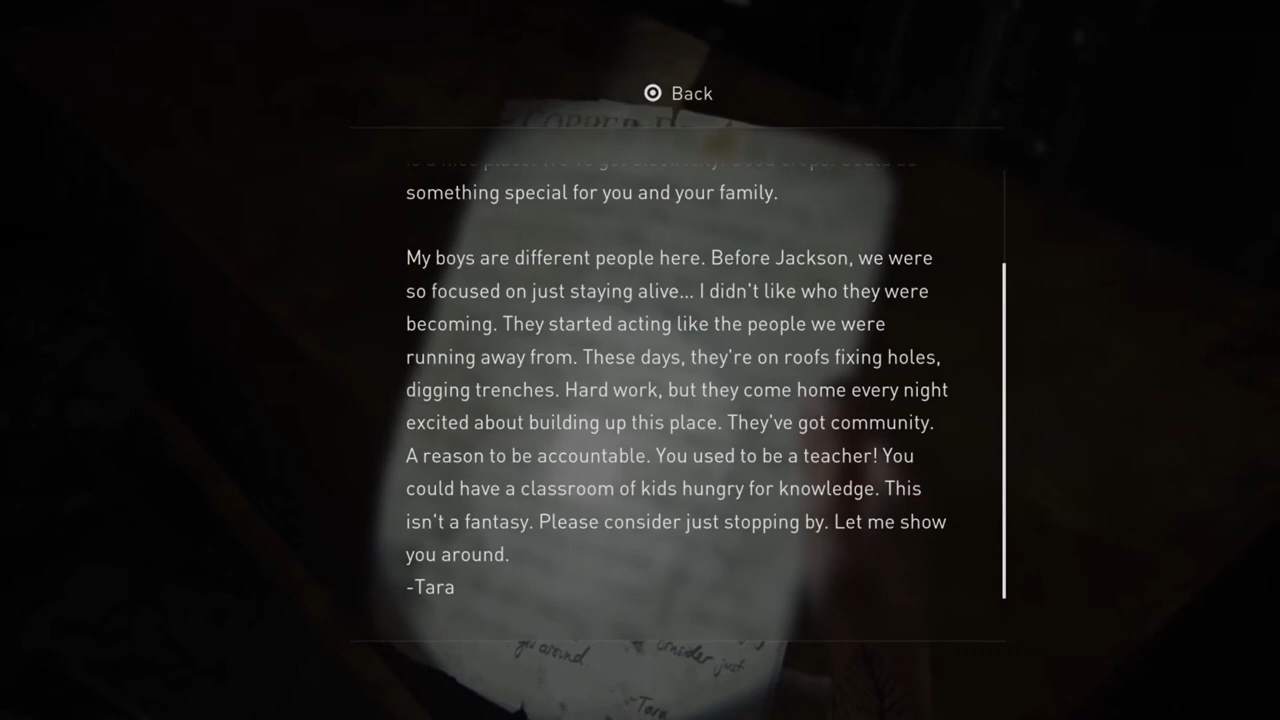 Back
something special for you and your family.
My boys are different people here. Before Jackson, we were
so focused on just staying alive... I didn't like who they were
becoming. They started acting like the people we were
running away from. These days, they're on roofs fixing holes,
digging trenches. Hard work, but they come home every night
excited about building up this place. They've got community.
A reason to be accountable. You used to be a teacher! You
could have a classroom of kids hungry for knowledge. This
isn't a fantasy. Please consider just stopping by. Let me show
you around.
-Tara
around. consider just
-Tara